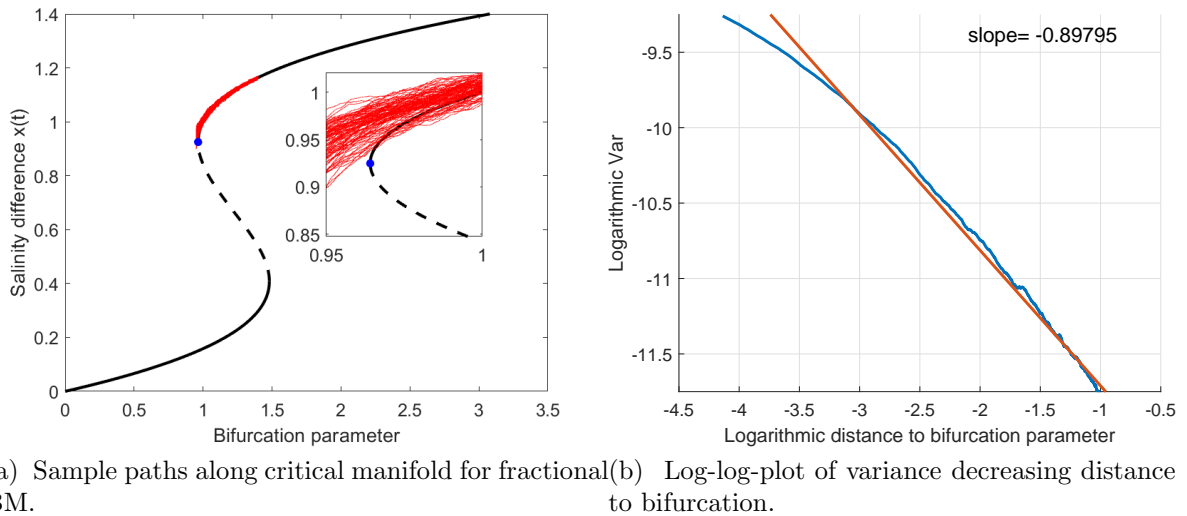 1.4
1.2
1
0.8
0.6
0.4
0.2
0
0 0.5 1 1.5 2 2.5 3 3.5
Salinity difference x(t)
Bifurcation parameter
1
0.95
0.9
0.85
0.95 1
slope= -0.89795
-9.5
-10
-10.5
-11
-11.5
-4.5 -4 -3.5 -3 -2.5 -2 -1.5 -1 -0.5
Logarithmic Var
Logarithmic distance to bifurcation parameter
a) Sample paths along critical manifold for fractional
BM.
(b) Log-log-plot of variance decreasing distance
to bifurcation.